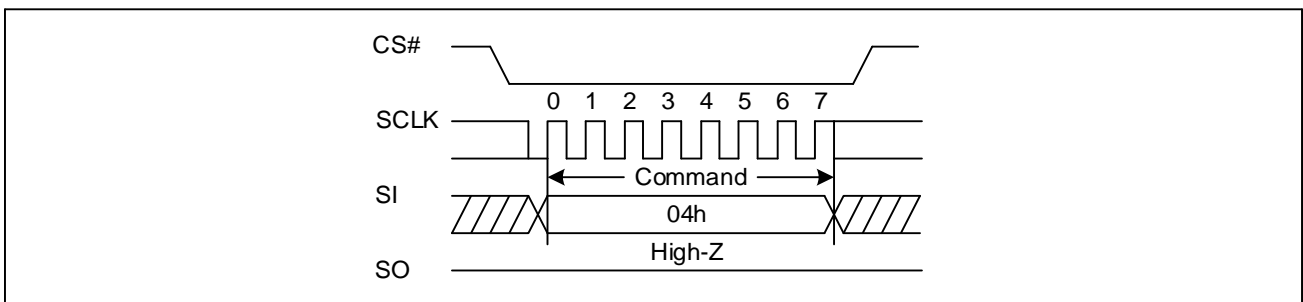 CS#
0 1 2 3 4 5 6 7
SCLK
Command
SI
04h
High-Z
SO